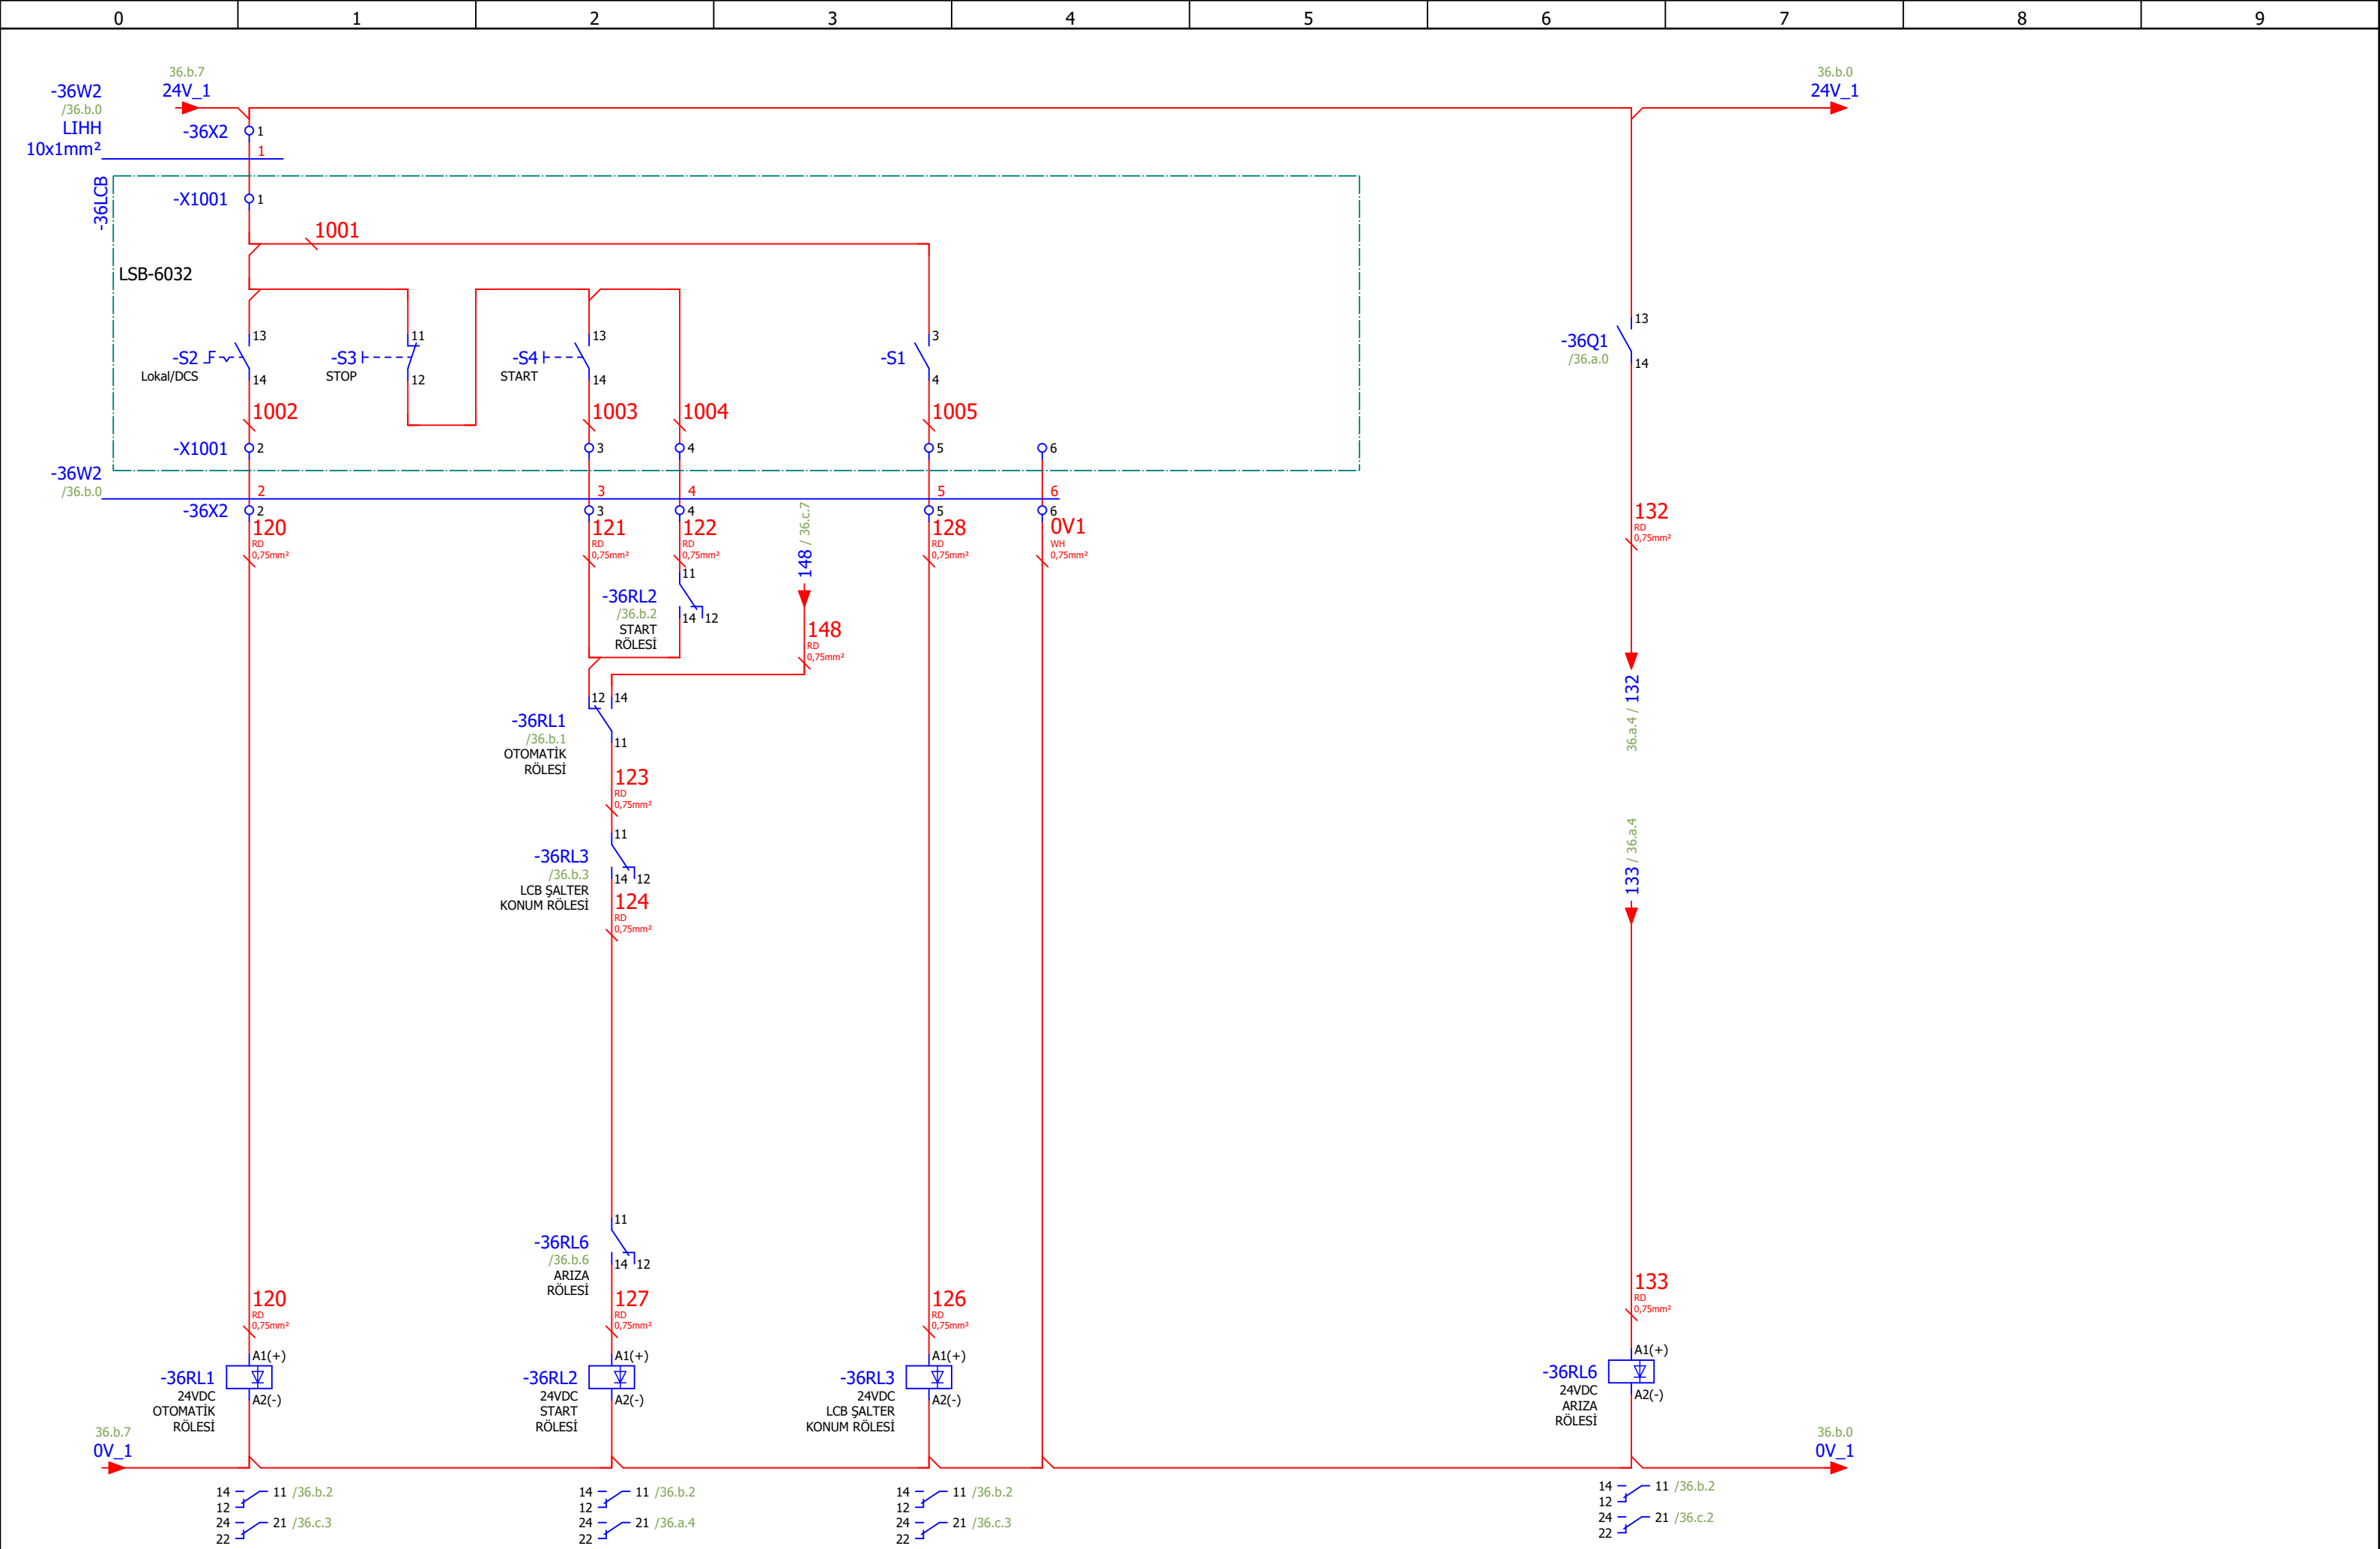 0 1 2 3 4 5 6 7 8 9
36.b.7
24V_1
36.b.0
24V_1
-36W2
/36.b.0
LIHH
10x1mm²
-36X2 1
1
-36LCB
-X1001 1
1001
LSB-6032
13 11 13 3
-S2 -S3 -S4 -S1
Lokal/DCS STOP START
14 12 14 4
13
-36Q1
/36.a.0
14
1002 1003 1004 1005
-X1001 2 3 4 5 6
-36W2
/36.b.0
2 3 4 5 6
-36X2 2 3 4 5 6
120
RD
0,75mm²
121
RD
0,75mm²
122
RD
0,75mm²
148 / 36.c.7
128
RD
0,75mm²
0V1
WH
0,75mm²
132
RD
0,75mm²
11
-36RL2
/36.b.2
START
RÖLESİ
14 12
148
RD
0,75mm²
36.a.4 / 132
12 14
-36RL1
/36.b.1
OTOMATİK
RÖLESİ
11
123
RD
0,75mm²
11
-36RL3
/36.b.3
LCB ŞALTER
KONUM RÖLESİ
14 12
124
RD
0,75mm²
133 / 36.a.4
11
-36RL6
/36.b.6
ARIZA
RÖLESİ
14 12
120
RD
0,75mm²
127
RD
0,75mm²
126
RD
0,75mm²
133
RD
0,75mm²
A1(+)
-36RL1
24VDC
OTOMATİK
RÖLESİ
A2(-)
A1(+)
-36RL2
24VDC
START
RÖLESİ
A2(-)
A1(+)
-36RL3
24VDC
LCB ŞALTER
KONUM RÖLESİ
A2(-)
A1(+)
-36RL6
24VDC
ARIZA
RÖLESİ
A2(-)
36.b.7
0V_1
36.b.0
0V_1
14 11 /36.b.2
12
24 21 /36.c.3
22
14 11 /36.b.2
12
24 21 /36.a.4
22
14 11 /36.b.2
12
24 21 /36.c.3
22
14 11 /36.b.2
12
24 21 /36.c.2
22